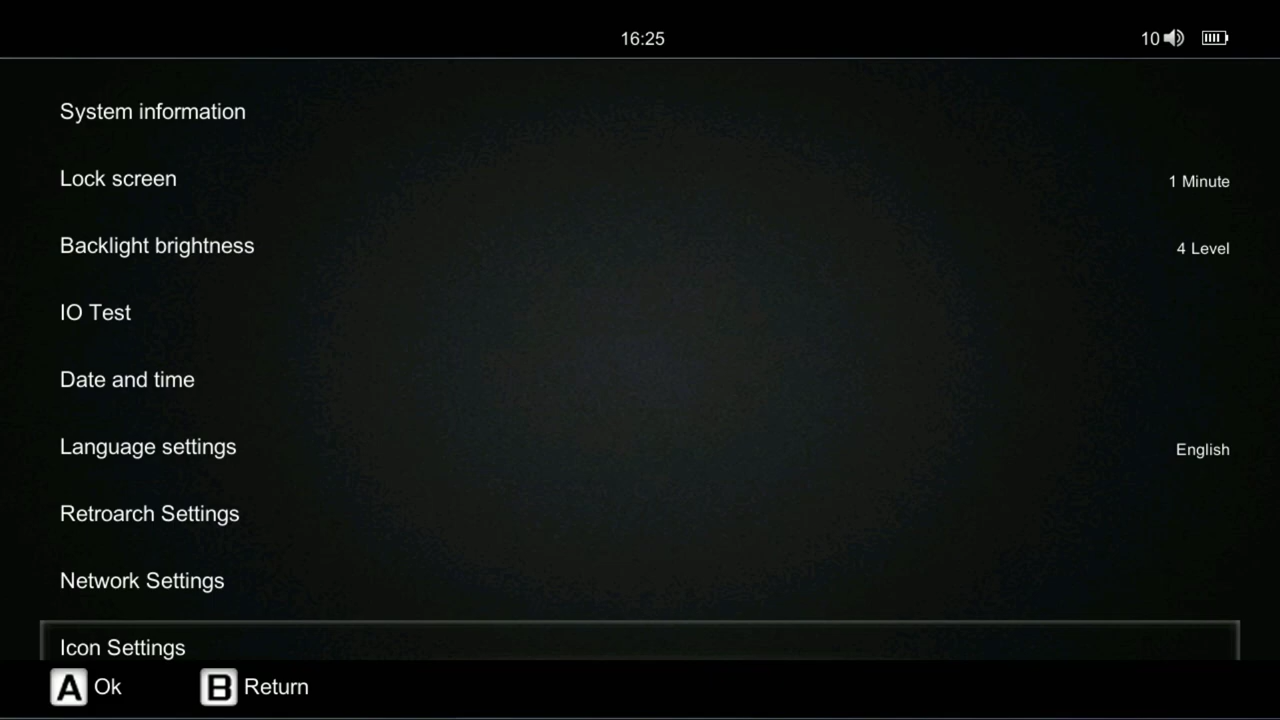 16:25
10
System information
Lock screen
1 Minute
Backlight brightness
4 Level
IO Test
Date and time
Language settings
English
Retroarch Settings
Network Settings
Icon Settings
A Ok
B Return